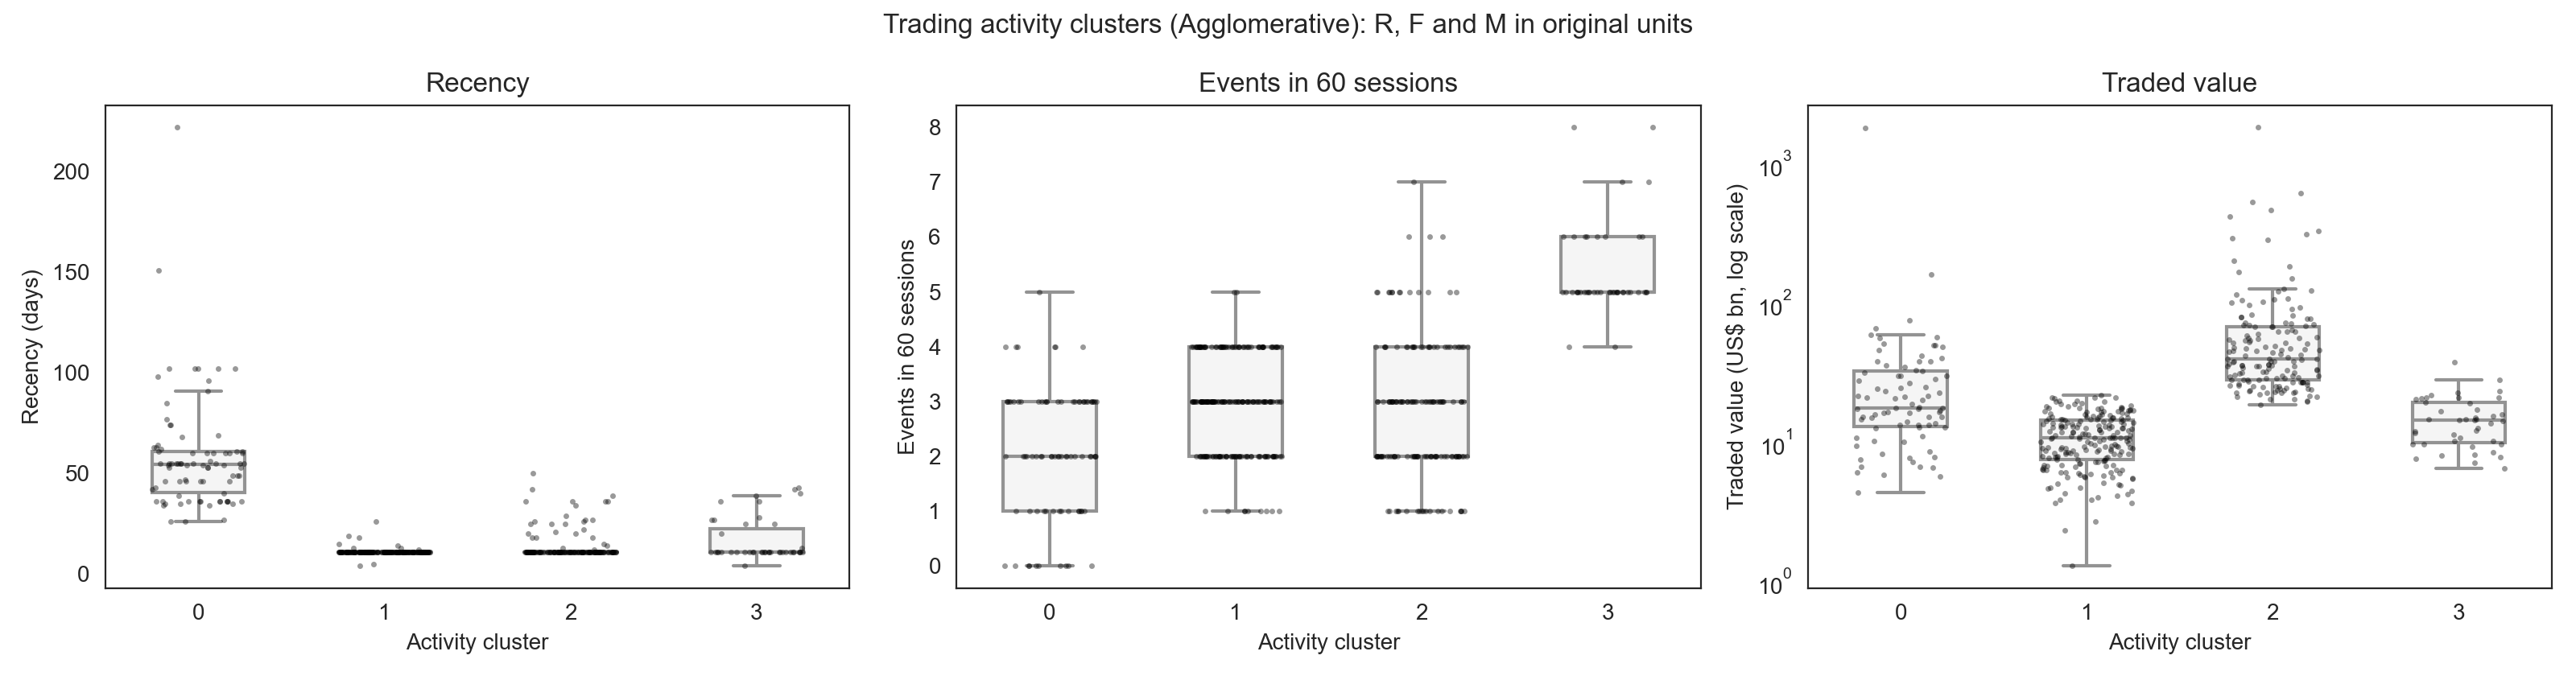 Trading activity clusters (Agglomerative): R, F and M in original units
Recency
Recency (days)
200
150
100
50
0
0 1 2 3
Activity cluster
Events in 60 sessions
Events in 60 sessions
8
7
6
5
4
3
2
1
0
0 1 2 3
Activity cluster
Traded value
Traded value (US$ bn, log scale)
10³
10²
10¹
10⁰
0 1 2 3
Activity cluster